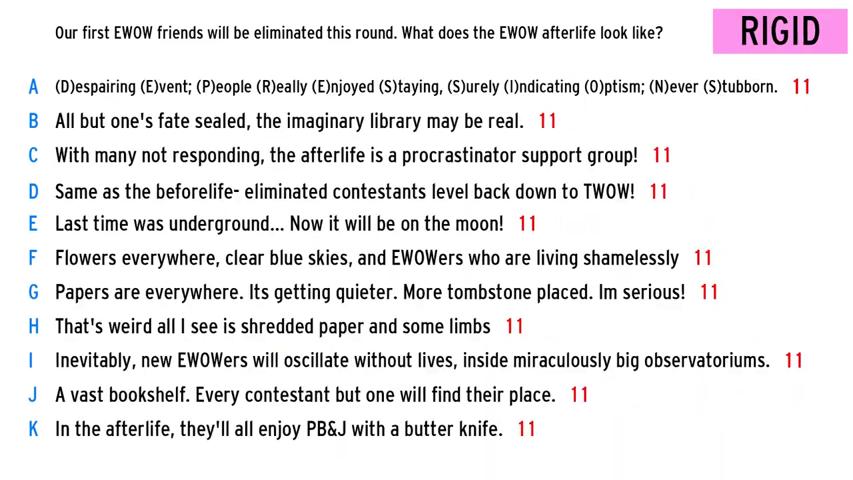 Our first EWOW friends will be eliminated this round. What does the EWOW afterlife look like?
RIGID
A (D)espairing (E)vent; (P)eople (R)eally (E)njoyed (S)taying, (S)urely (I)ndicating (O)ptism; (N)ever (S)tubborn. 11
B All but one's fate sealed, the imaginary library may be real. 11
C With many not responding, the afterlife is a procrastinator support group! 11
D Same as the beforelife- eliminated contestants level back down to TWOW! 11
E Last time was underground... Now it will be on the moon! 11
F Flowers everywhere, clear blue skies, and EWOWers who are living shamelessly 11
G Papers are everywhere. Its getting quieter. More tombstone placed. Im serious! 11
H That's weird all I see is shredded paper and some limbs 11
I Inevitably, new EWOWers will oscillate without lives, inside miraculously big observatoriums. 11
J A vast bookshelf. Every contestant but one will find their place. 11
K In the afterlife, they'll all enjoy PB&J with a butter knife. 11